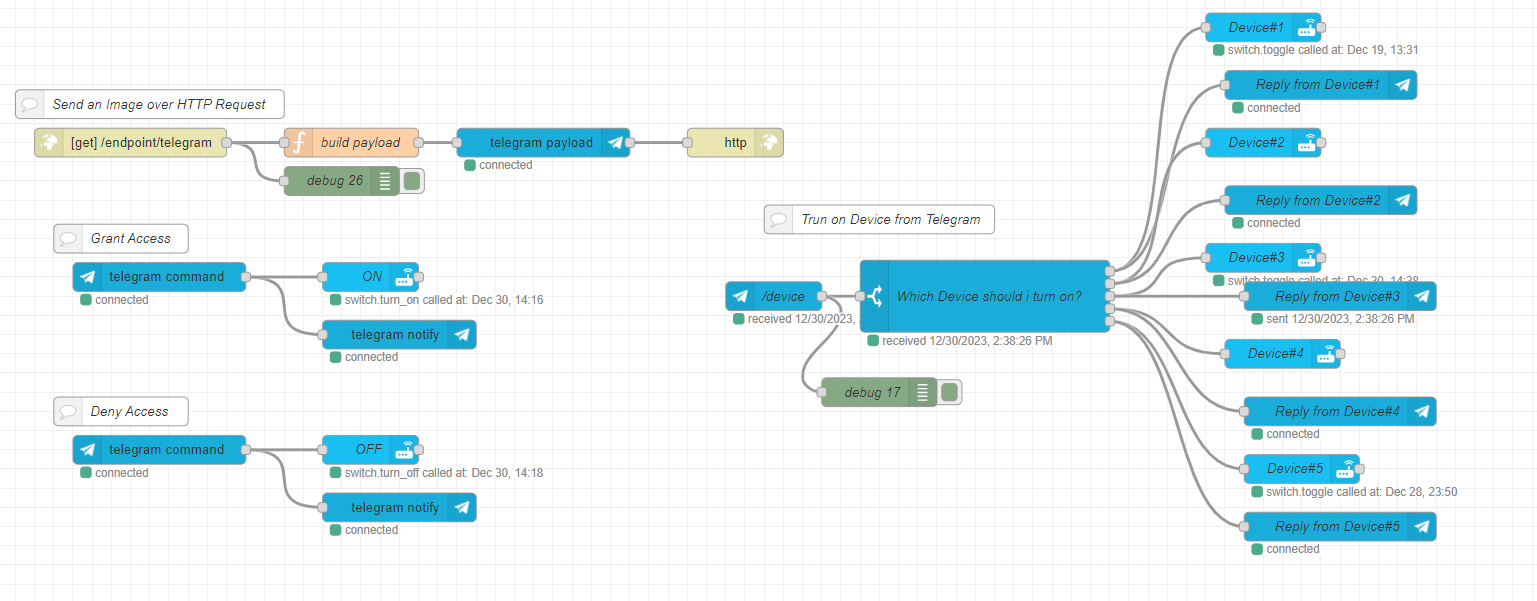 Send an Image over HTTP Request
[get] /endpoint/telegram
build payload
telegram payload
http
connected
debug 26
Grant Access
telegram command
connected
ON
switch.turn_on called at: Dec 30, 14:16
telegram notify
connected
Deny Access
telegram command
connected
OFF
switch.turn_off called at: Dec 30, 14:18
telegram notify
connected
Trun on Device from Telegram
/device
received 12/30/2023, 
Which Device should i turn on?
received 12/30/2023, 2:38:26 PM
debug 17
Device#1
switch.toggle called at: Dec 19, 13:31
Reply from Device#1
connected
Device#2
Reply from Device#2
connected
Device#3
switch.toggle called at: Dec 30, 14:38
Reply from Device#3
sent 12/30/2023, 2:38:26 PM
Device#4
Reply from Device#4
connected
Device#5
switch.toggle called at: Dec 28, 23:50
Reply from Device#5
connected